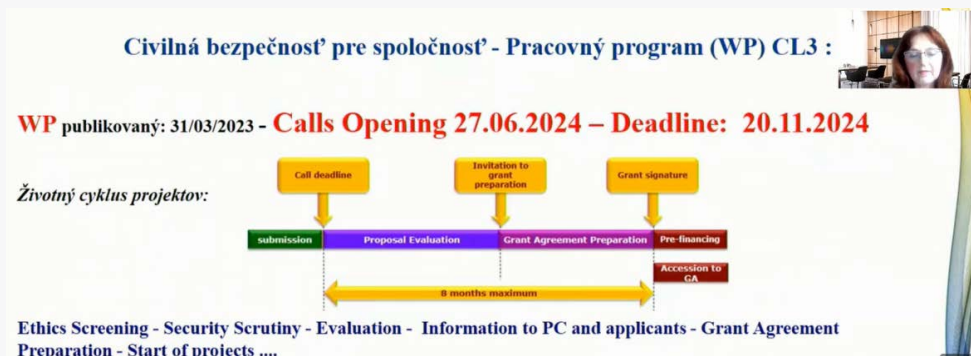 Civilná bezpečnosť pre spoločnosť - Pracovný program (WP) CL3 :
WP publikovaný: 31/03/2023 - Calls Opening 27.06.2024 – Deadline: 20.11.2024
Životný cyklus projektov:
Call deadline
Invitation to
grant
preparation
Grant signature
submission
Proposal Evaluation
Grant Agreement Preparation
Pre-financing
Accession to
GA
8 months maximum
Ethics Screening - Security Scrutiny - Evaluation - Information to PC and applicants - Grant Agreement
Preparation - Start of projects ....